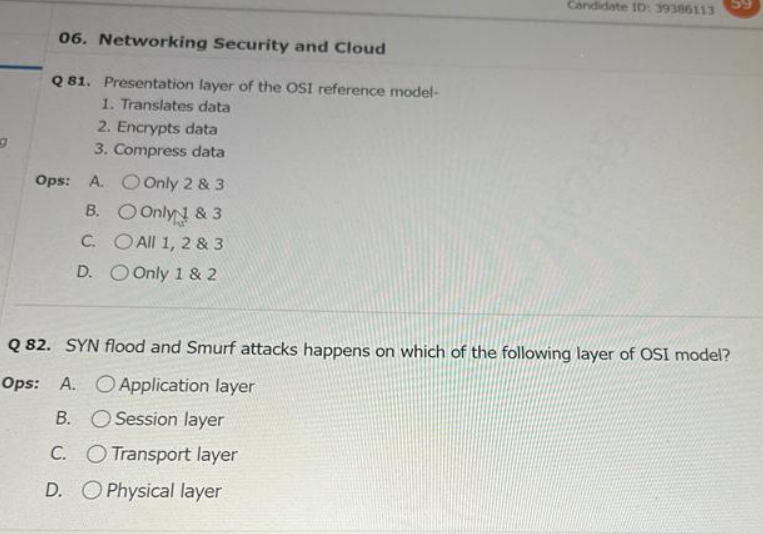 Candidate ID: 39386113
59
06. Networking Security and Cloud
Q 81. Presentation layer of the OSI reference model-
1. Translates data
2. Encrypts data
3. Compress data
g
Ops: A. Only 2 & 3
B. Only 1 & 3
C. All 1, 2 & 3
D. Only 1 & 2
Q 82. SYN flood and Smurf attacks happens on which of the following layer of OSI model?
Ops: A. Application layer
B. Session layer
C. Transport layer
D. Physical layer